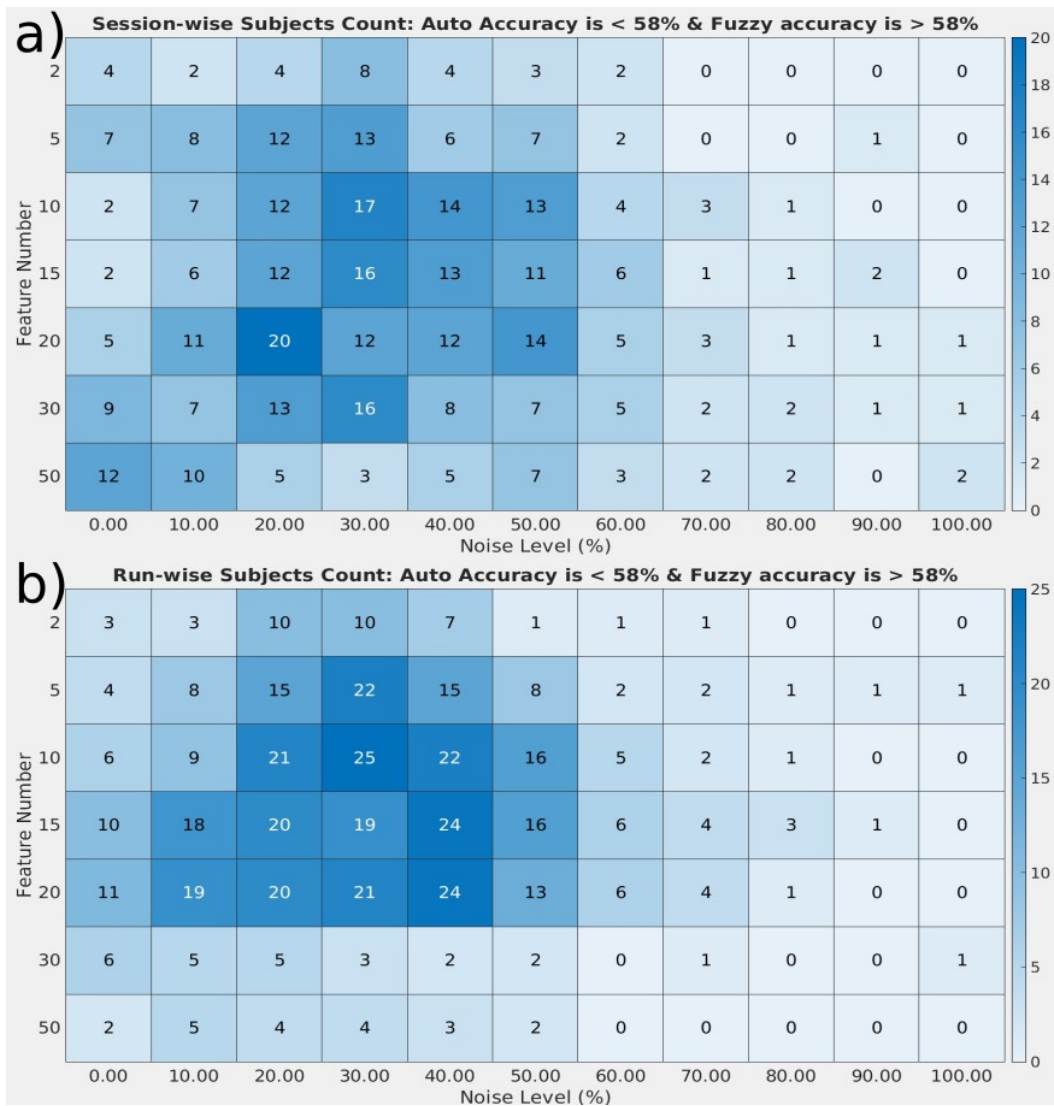 a)
Session-wise Subjects Count: Auto Accuracy is < 58% & Fuzzy accuracy is > 58%
2 4 2 4 8 4 3 2 0 0 0 0
5 7 8 12 13 6 7 2 0 0 1 0
10 2 7 12 17 14 13 4 3 1 0 0
15 2 6 12 16 13 11 6 1 1 2 0
20 5 11 20 12 12 14 5 3 1 1 1
30 9 7 13 16 8 7 5 2 2 1 1
50 12 10 5 3 5 7 3 2 2 0 2
0.00 10.00 20.00 30.00 40.00 50.00 60.00 70.00 80.00 90.00 100.00
Noise Level (%)
Feature Number
20
18
16
14
12
10
8
6
4
2
0
b)
Run-wise Subjects Count: Auto Accuracy is < 58% & Fuzzy accuracy is > 58%
2 3 3 10 10 7 1 1 1 0 0 0
5 4 8 15 22 15 8 2 2 1 1 1
10 6 9 21 25 22 16 5 2 1 0 0
15 10 18 20 19 24 16 6 4 3 1 0
20 11 19 20 21 24 13 6 4 1 0 0
30 6 5 5 3 2 2 0 1 0 0 1
50 2 5 4 4 3 2 0 0 0 0 0
0.00 10.00 20.00 30.00 40.00 50.00 60.00 70.00 80.00 90.00 100.00
Noise Level (%)
Feature Number
25
20
15
10
5
0